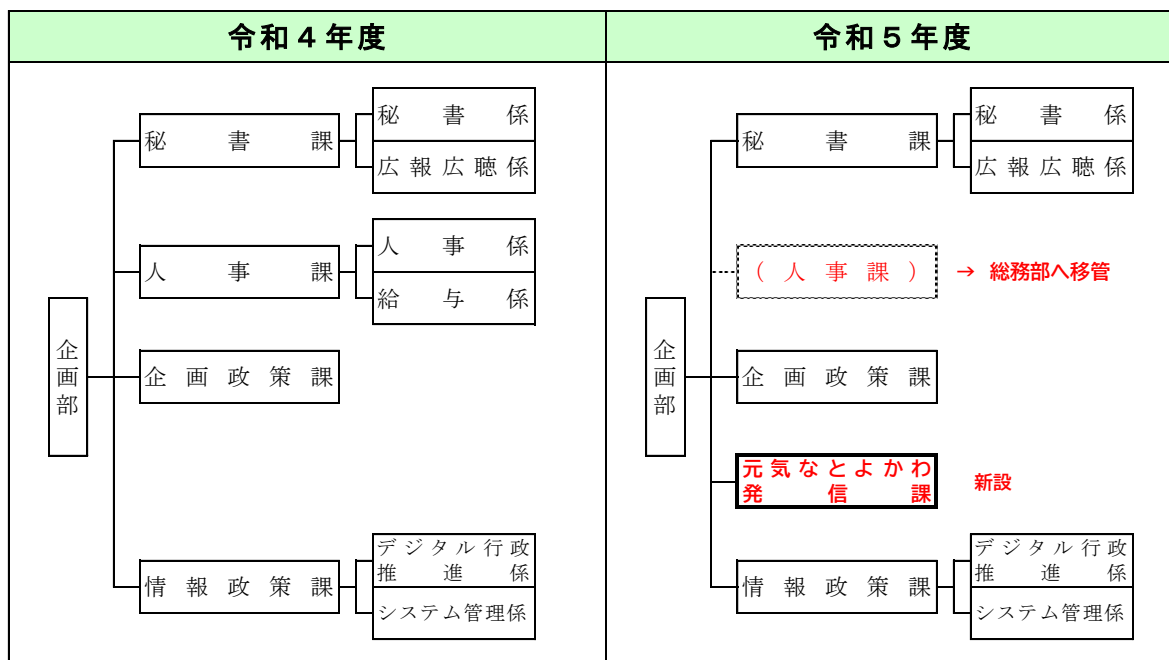 令和４年度
秘書課
秘書係
広報広聴係
人事課
人事係
給与係
企画部
企画政策課
情報政策課
デジタル行政
推進係
システム管理係
令和５年度
秘書課
秘書係
広報広聴係
（人事課）
→ 総務部へ移管
企画部
企画政策課
元気なとよかわ
発信課
新設
情報政策課
デジタル行政
推進係
システム管理係